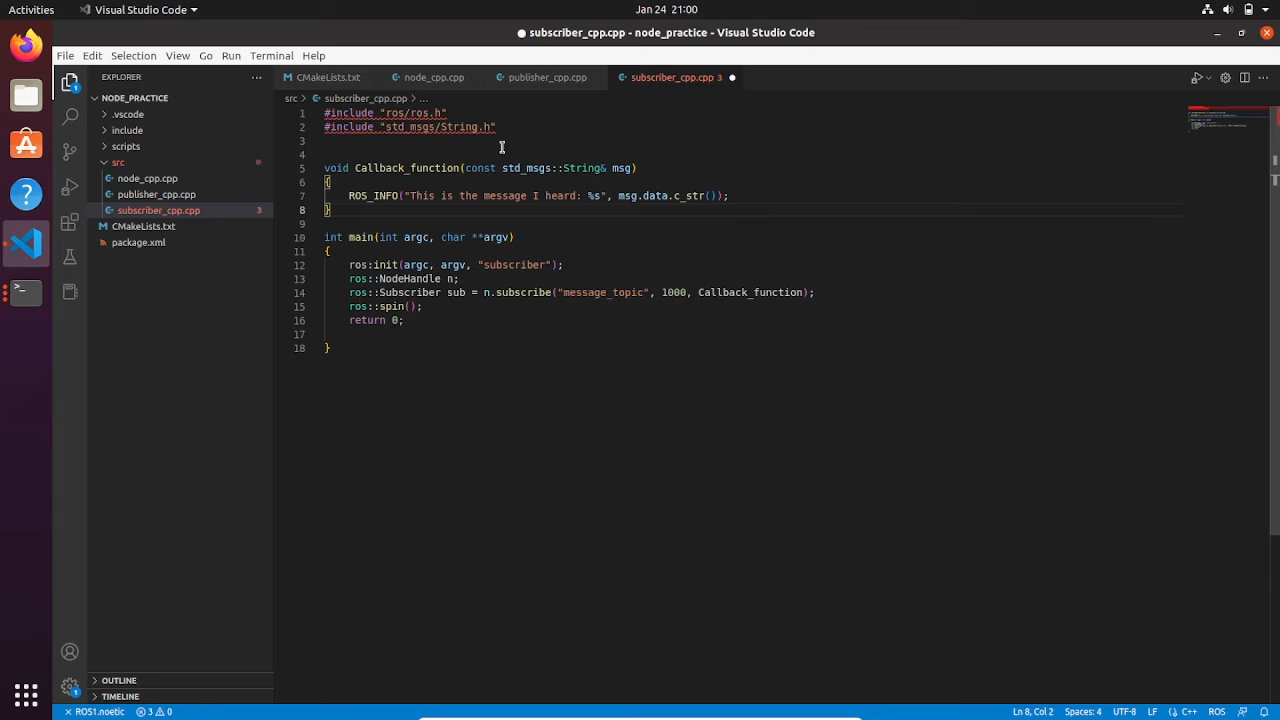 Activities
Visual Studio Code
Jan 24 21:00
subscriber_cpp.cpp - node_practice - Visual Studio Code
File Edit Selection View Go Run Terminal Help
EXPLORER
NODE_PRACTICE
.vscode
include
scripts
src
node_cpp.cpp
publisher_cpp.cpp
subscriber_cpp.cpp 3
CMakeLists.txt
package.xml
OUTLINE
TIMELINE
CMakeLists.txt node_cpp.cpp publisher_cpp.cpp subscriber_cpp.cpp 3
src > subscriber_cpp.cpp > ...
1 #include "ros/ros.h"
2 #include "std_msgs/String.h"
3
4
5 void Callback_function(const std_msgs::String& msg)
6 {
7 ROS_INFO("This is the message I heard: %s", msg.data.c_str());
8 }
9
10 int main(int argc, char **argv)
11 {
12 ros:init(argc, argv, "subscriber");
13 ros::NodeHandle n;
14 ros::Subscriber sub = n.subscribe("message_topic", 1000, Callback_function);
15 ros::spin();
16 return 0;
17
18 }
1
1
ROS1.noetic 3 0
Ln 8, Col 2 Spaces: 4 UTF-8 LF {} C++ ROS